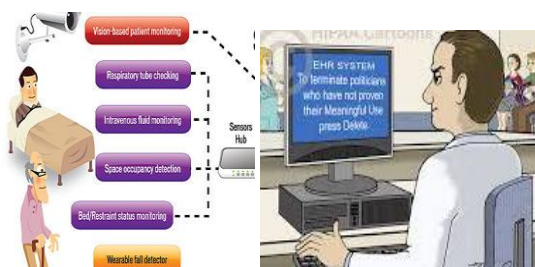 Vision-based patient monitoring
Respiratory tube checking
Intravenous fluid monitoring
Space occupancy detection
Bed/Restraint status monitoring
Wearable fall detector
Sensors
Hub
HIPAA Cartoons
EHR SYSTEM
To terminate politicians
who have not proven
their Meaningful Use
press Delete.